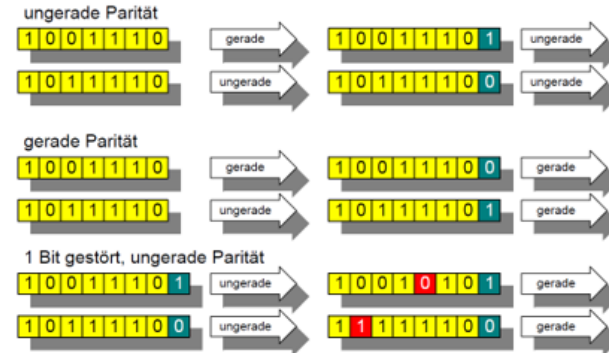 ungerade Parität
1 0 0 1 1 1 0 gerade 1 0 0 1 1 1 0 1 ungerade
1 0 1 1 1 1 0 ungerade 1 0 1 1 1 1 0 0 ungerade
gerade Parität
1 0 0 1 1 1 0 gerade 1 0 0 1 1 1 0 0 gerade
1 0 1 1 1 1 0 ungerade 1 0 1 1 1 1 0 1 gerade
1 Bit gestört, ungerade Parität
1 0 0 1 1 1 0 1 ungerade 1 0 0 1 0 1 0 1 gerade
1 0 1 1 1 1 0 0 ungerade 1 1 1 1 1 1 0 0 gerade